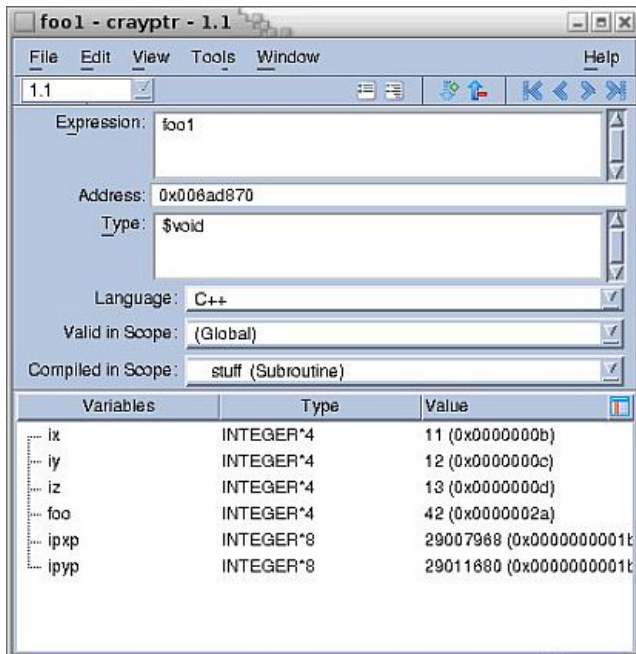 foo1 - crayptr - 1.1
File Edit View Tools Window Help
1.1
Expression: foo1
Address: 0x006ad870
Type: $void
Language: C++
Valid in Scope: (Global)
Compiled in Scope: stuff (Subroutine)
Variables Type Value
ix INTEGER*4 11 (0x0000000b)
iy INTEGER*4 12 (0x0000000c)
iz INTEGER*4 13 (0x0000000d)
foo INTEGER*4 42 (0x0000002a)
ipxp INTEGER*8 29007968 (0x0000000001b
ipyp INTEGER*8 29011680 (0x0000000001b